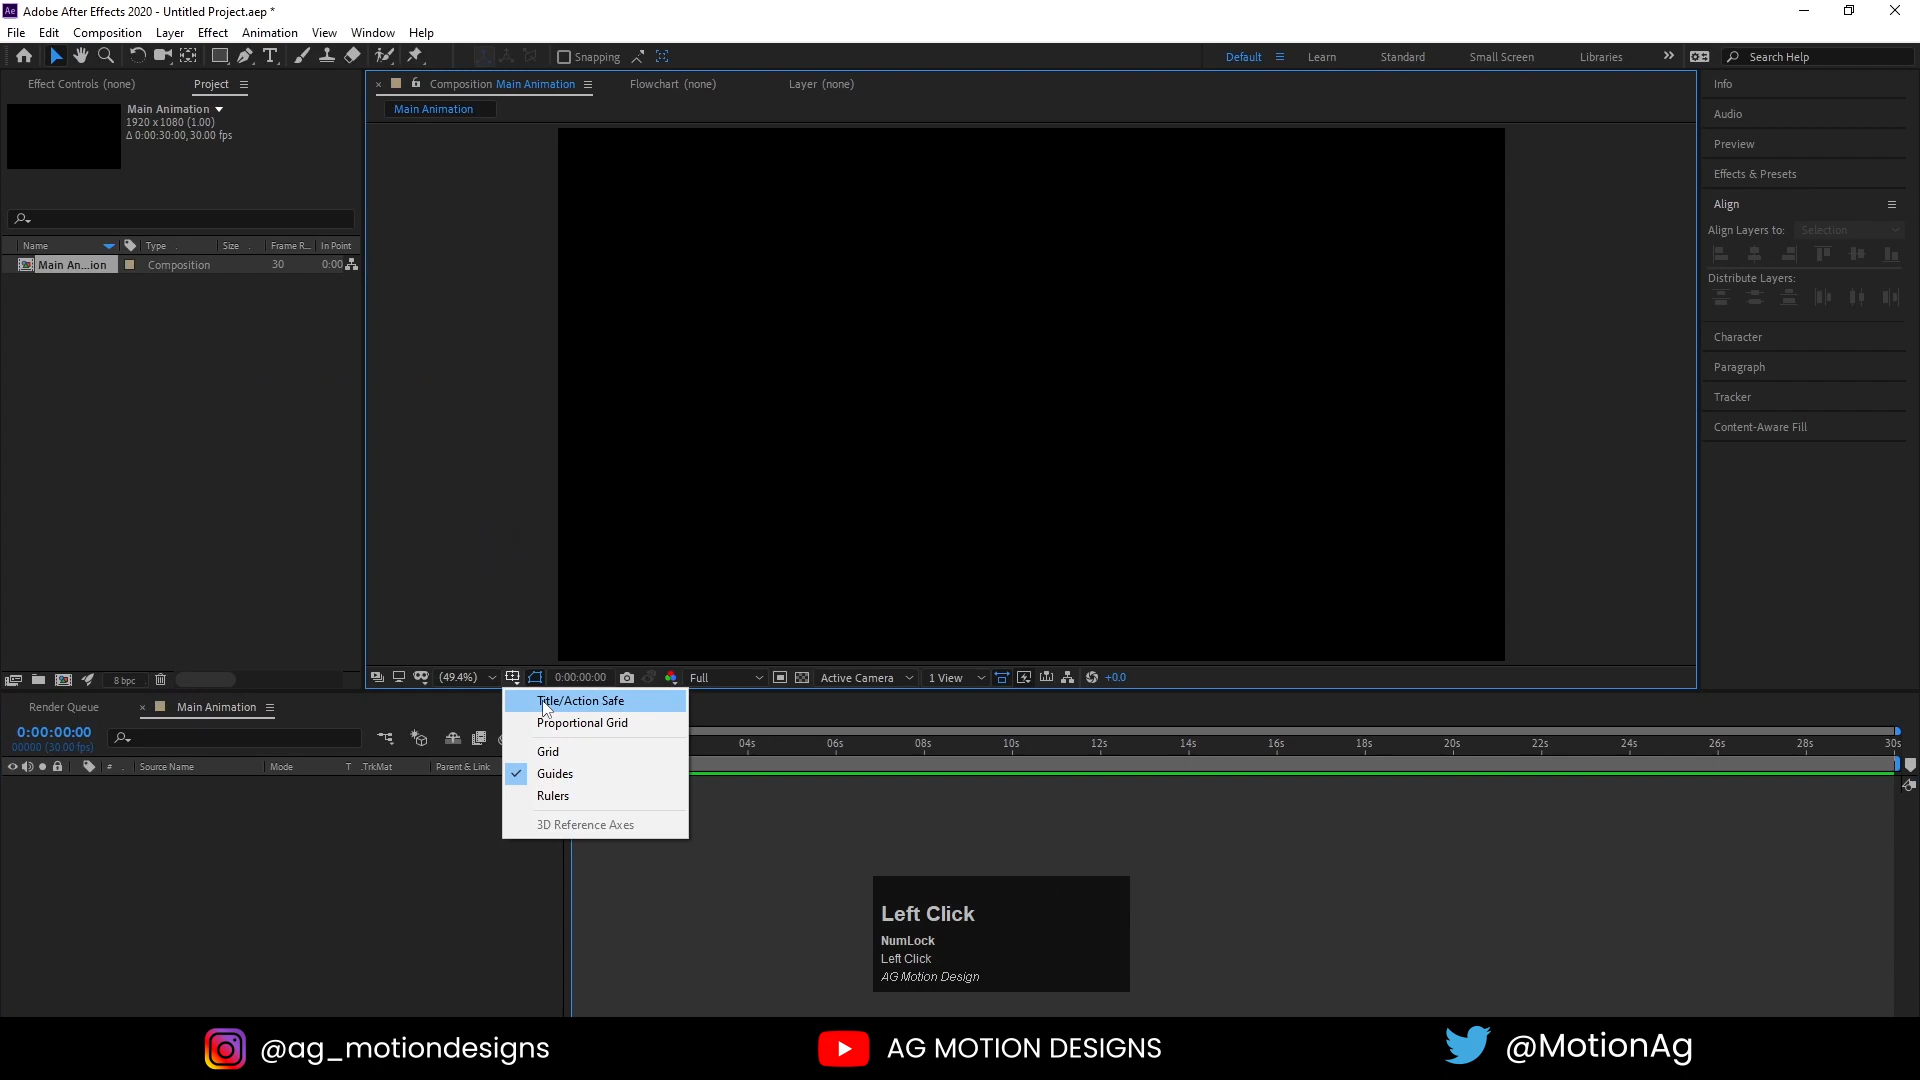 Adobe After Effects 2020 - Untitled Project.aep *
File Edit Composition Layer Effect Animation View Window Help
Snapping
Default Learn Standard Small Screen Libraries Search Help
Effect Controls (none) Project
Composition Main Animation Flowchart (none) Layer (none)
Main Animation
Main Animation
1920 x 1080 (1.00)
Δ 0:00:30:00, 30.00 fps
Name Type Size Frame R... In Point
Main An...ion Composition 30 0:00
Info
Audio
Preview
Effects & Presets
Align
Align Layers to: Selection
Distribute Layers:
Character
Paragraph
Tracker
Content-Aware Fill
8 bpc
(49.4%) 0:00:00:00 Full Active Camera 1 View +0.0
Title/Action Safe
Proportional Grid
Grid
Guides
Rulers
3D Reference Axes
Render Queue Main Animation
0:00:00:00
00000 (30.00 fps)
04s 06s 08s 10s 12s 14s 16s 18s 20s 22s 24s 26s 28s 30s
# Source Name Mode T .TrkMat Parent & Link
Left Click
NumLock
Left Click
AG Motion Design
@ag_motiondesigns AG MOTION DESIGNS @MotionAg